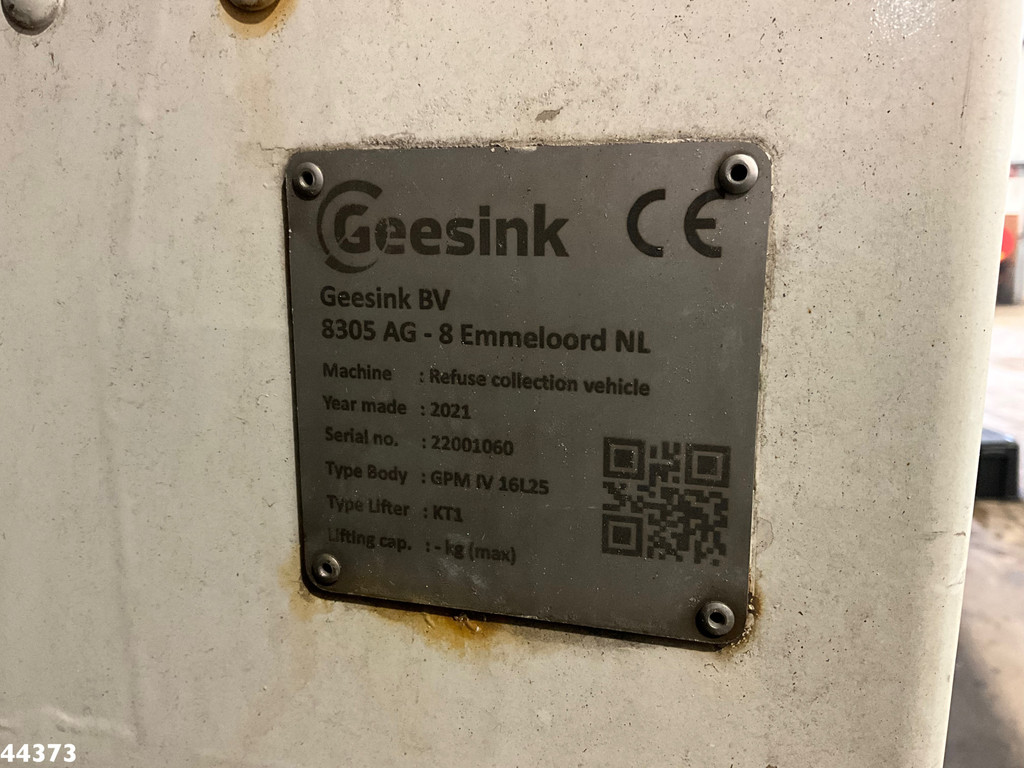 Geesink CE
Geesink BV
8305 AG - 8 Emmeloord NL
Machine : Refuse collection vehicle
Year made : 2021
Serial no. : 22001060
Type Body : GPM IV 16L25
Type Lifter : KT1
Lifting cap. : - kg (max)
44373